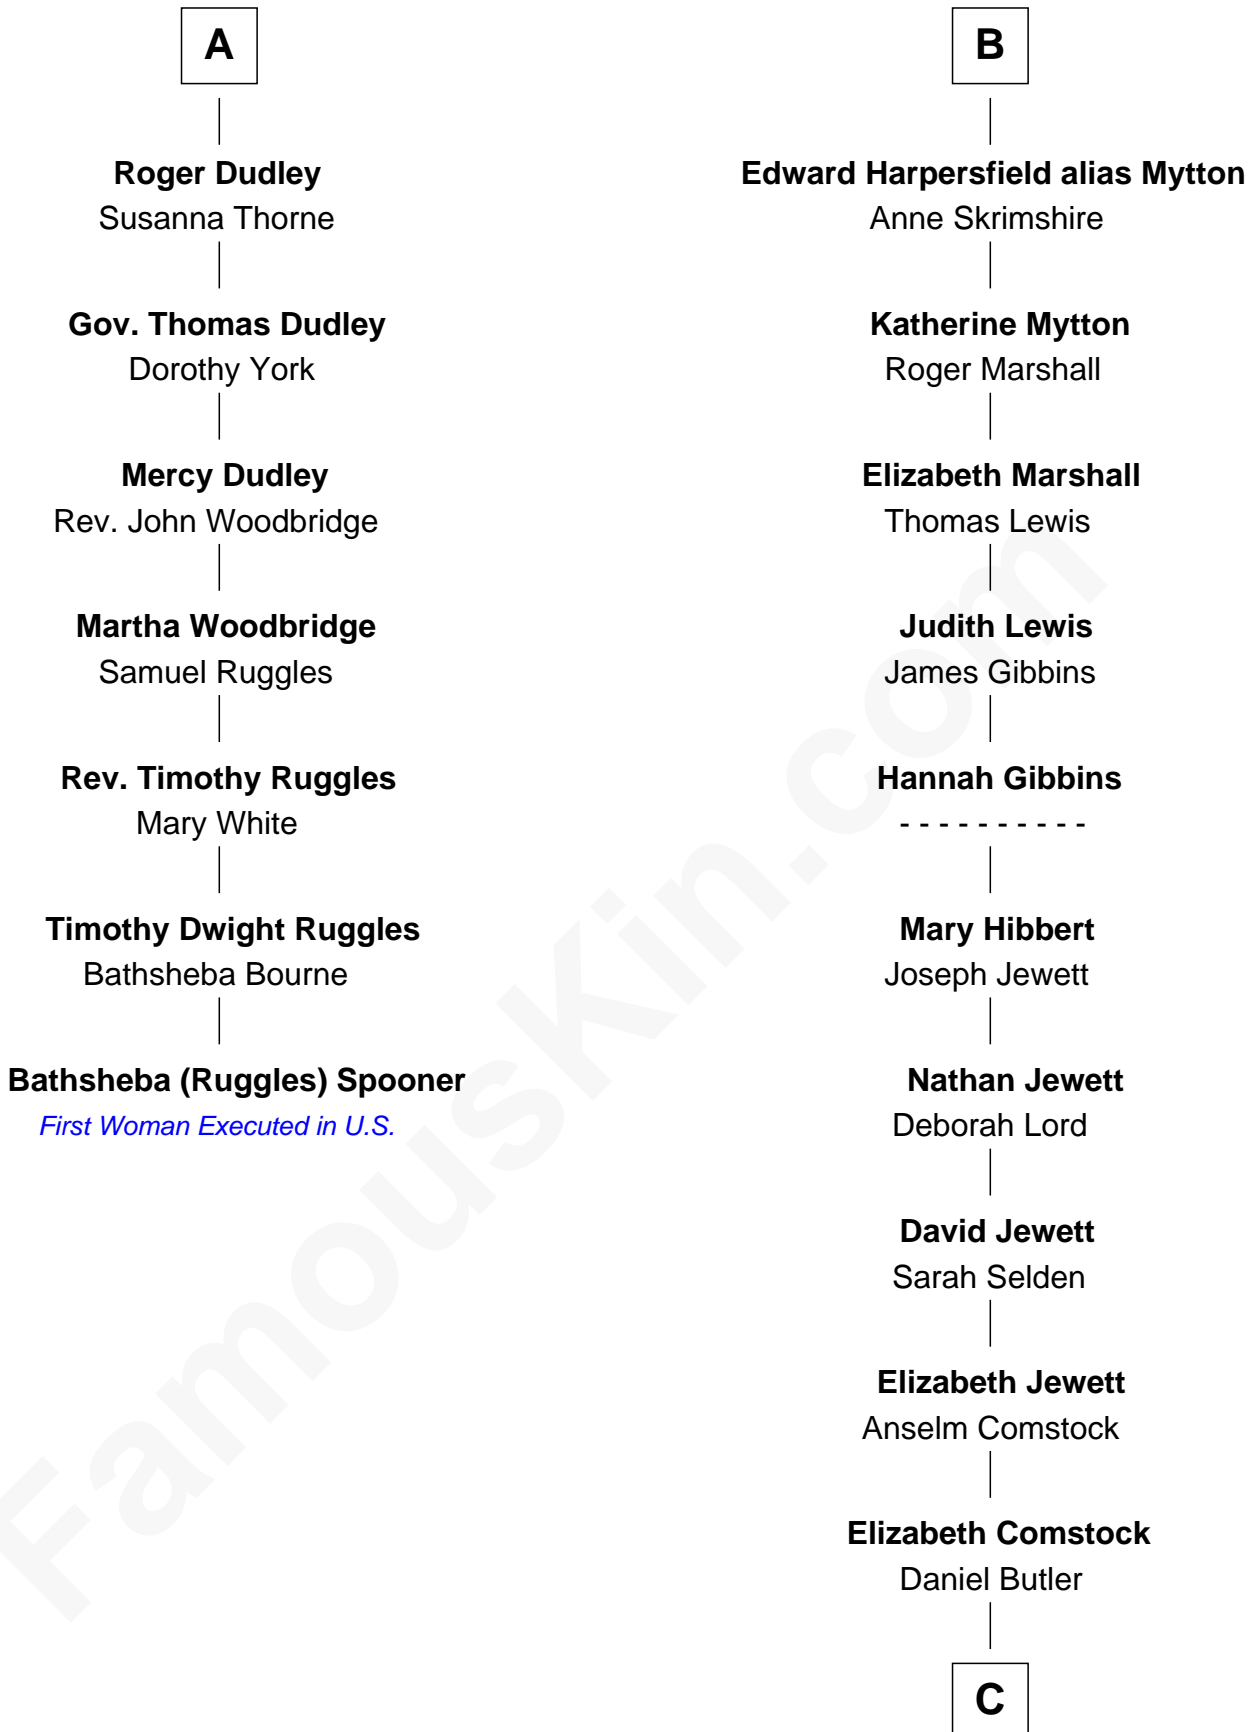 A
Roger Dudley
Susanna Thorne
Gov. Thomas Dudley
Dorothy York
Mercy Dudley
Rev. John Woodbridge
Martha Woodbridge
Samuel Ruggles
Rev. Timothy Ruggles
Mary White
Timothy Dwight Ruggles
Bathsheba Bourne
Bathsheba (Ruggles) Spooner
First Woman Executed in U.S.
B
Edward Harpersfield alias Mytton
Anne Skrimshire
Katherine Mytton
Roger Marshall
Elizabeth Marshall
Thomas Lewis
Judith Lewis
James Gibbins
Hannah Gibbins
- - - - - - - - - -
Mary Hibbert
Joseph Jewett
Nathan Jewett
Deborah Lord
David Jewett
Sarah Selden
Elizabeth Jewett
Anselm Comstock
Elizabeth Comstock
Daniel Butler
C
FamousKin.com